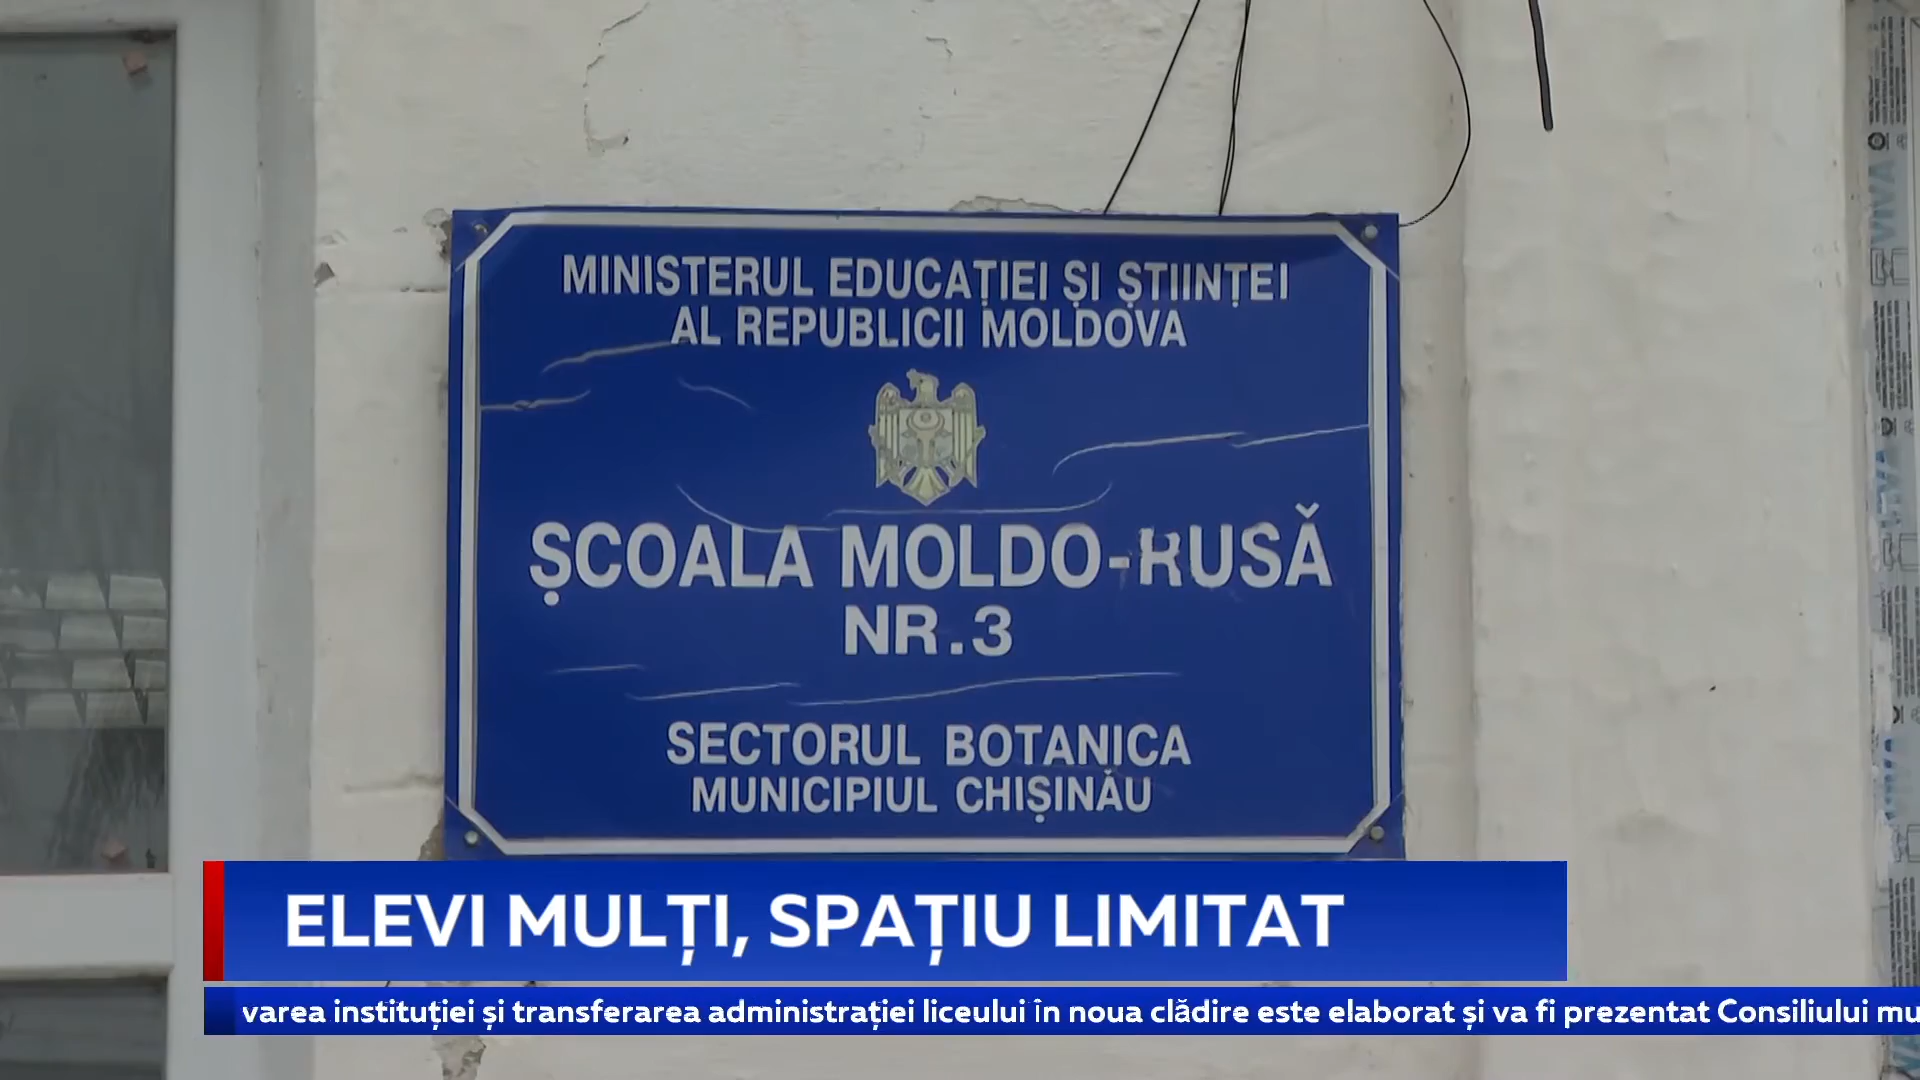 MINISTERUL EDUCAȚIEI ȘI ȘTIINȚEI
AL REPUBLICII MOLDOVA
ȘCOALA MOLDO-RUSĂ
NR.3
SECTORUL BOTANICA
MUNICIPIUL CHIȘINĂU
ELEVI MULȚI, SPAȚIU LIMITAT
varea instituției și transferarea administrației liceului în noua clădire este elaborat și va fi prezentat Consiliului mu
VIVA